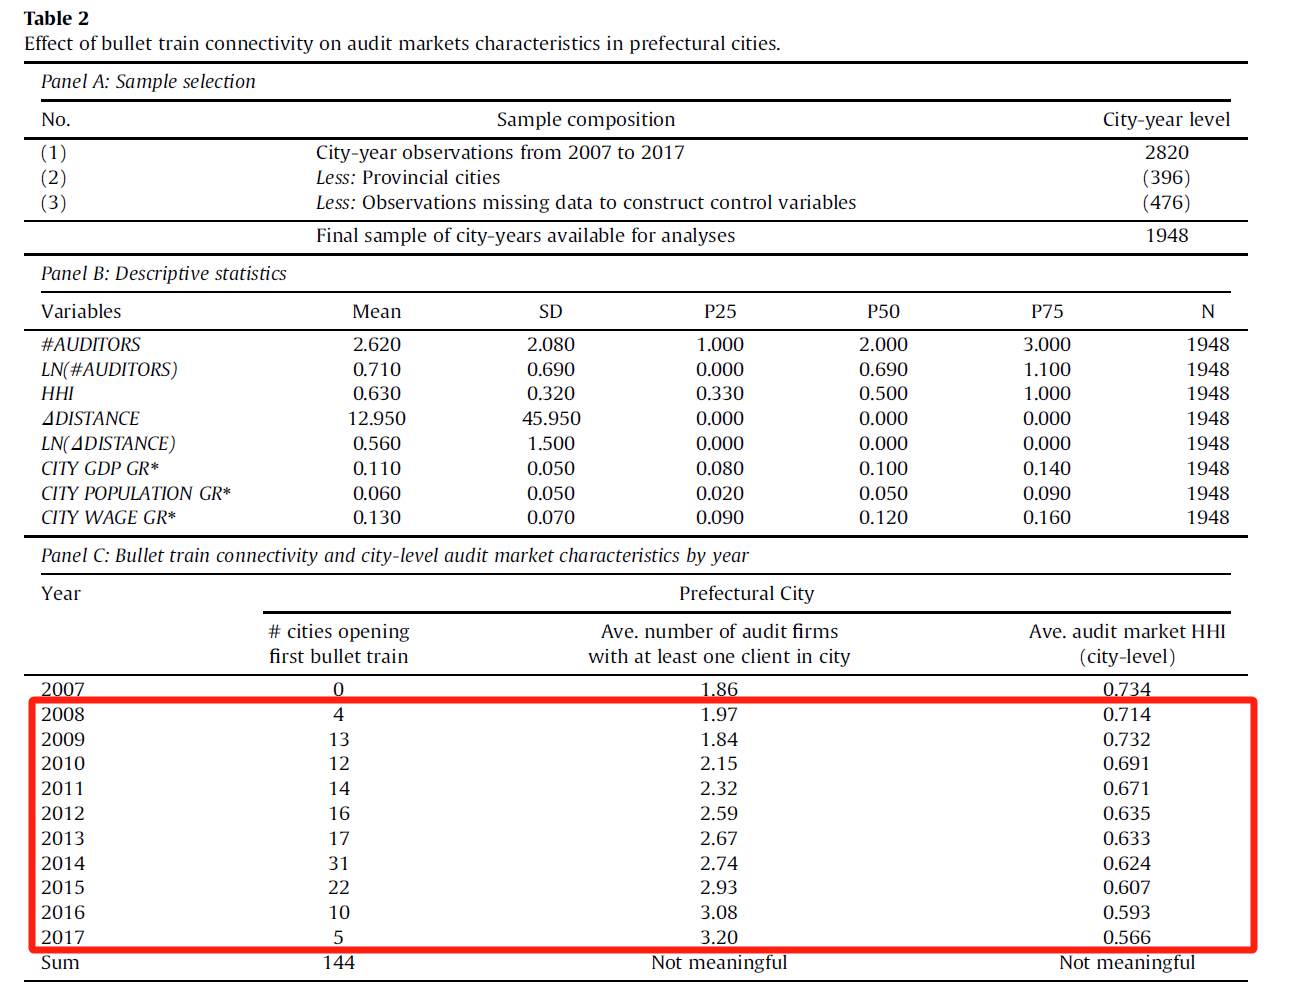 Table 2
Effect of bullet train connectivity on audit markets characteristics in prefectural cities.
Panel A: Sample selection
No. Sample composition City-year level
(1) City-year observations from 2007 to 2017 2820
(2) Less: Provincial cities (396)
(3) Less: Observations missing data to construct control variables (476)
Final sample of city-years available for analyses 1948
Panel B: Descriptive statistics
Variables Mean SD P25 P50 P75 N
#AUDITORS 2.620 2.080 1.000 2.000 3.000 1948
LN(#AUDITORS) 0.710 0.690 0.000 0.690 1.100 1948
HHI 0.630 0.320 0.330 0.500 1.000 1948
ΔDISTANCE 12.950 45.950 0.000 0.000 0.000 1948
LN(ΔDISTANCE) 0.560 1.500 0.000 0.000 0.000 1948
CITY GDP GR* 0.110 0.050 0.080 0.100 0.140 1948
CITY POPULATION GR* 0.060 0.050 0.020 0.050 0.090 1948
CITY WAGE GR* 0.130 0.070 0.090 0.120 0.160 1948
Panel C: Bullet train connectivity and city-level audit market characteristics by year
Year Prefectural City
# cities opening Ave. number of audit firms Ave. audit market HHI
first bullet train with at least one client in city (city-level)
2007 0 1.86 0.734
2008 4 1.97 0.714
2009 13 1.84 0.732
2010 12 2.15 0.691
2011 14 2.32 0.671
2012 16 2.59 0.635
2013 17 2.67 0.633
2014 31 2.74 0.624
2015 22 2.93 0.607
2016 10 3.08 0.593
2017 5 3.20 0.566
Sum 144 Not meaningful Not meaningful